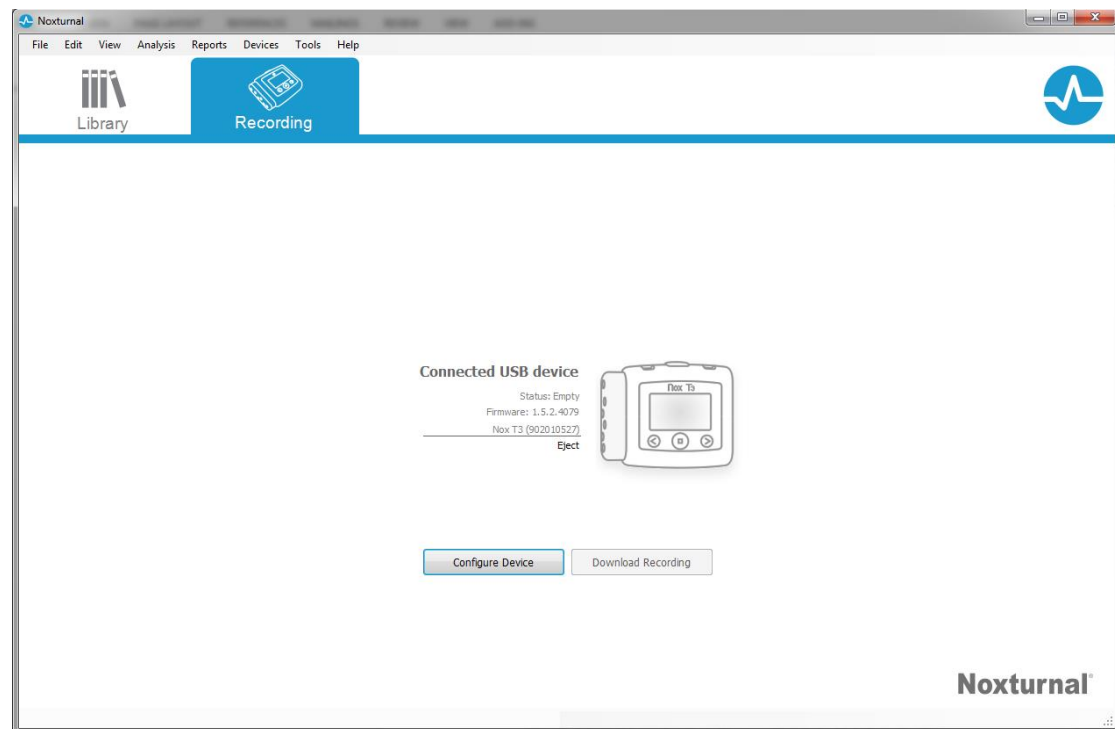 Noxturnal
File Edit View Analysis Reports Devices Tools Help
Library
Recording
Connected USB device
Status: Empty
Firmware: 1.5.2.4079
Nox T3 (902010527)
Eject
Nox T3
Configure Device
Download Recording
Noxturnal